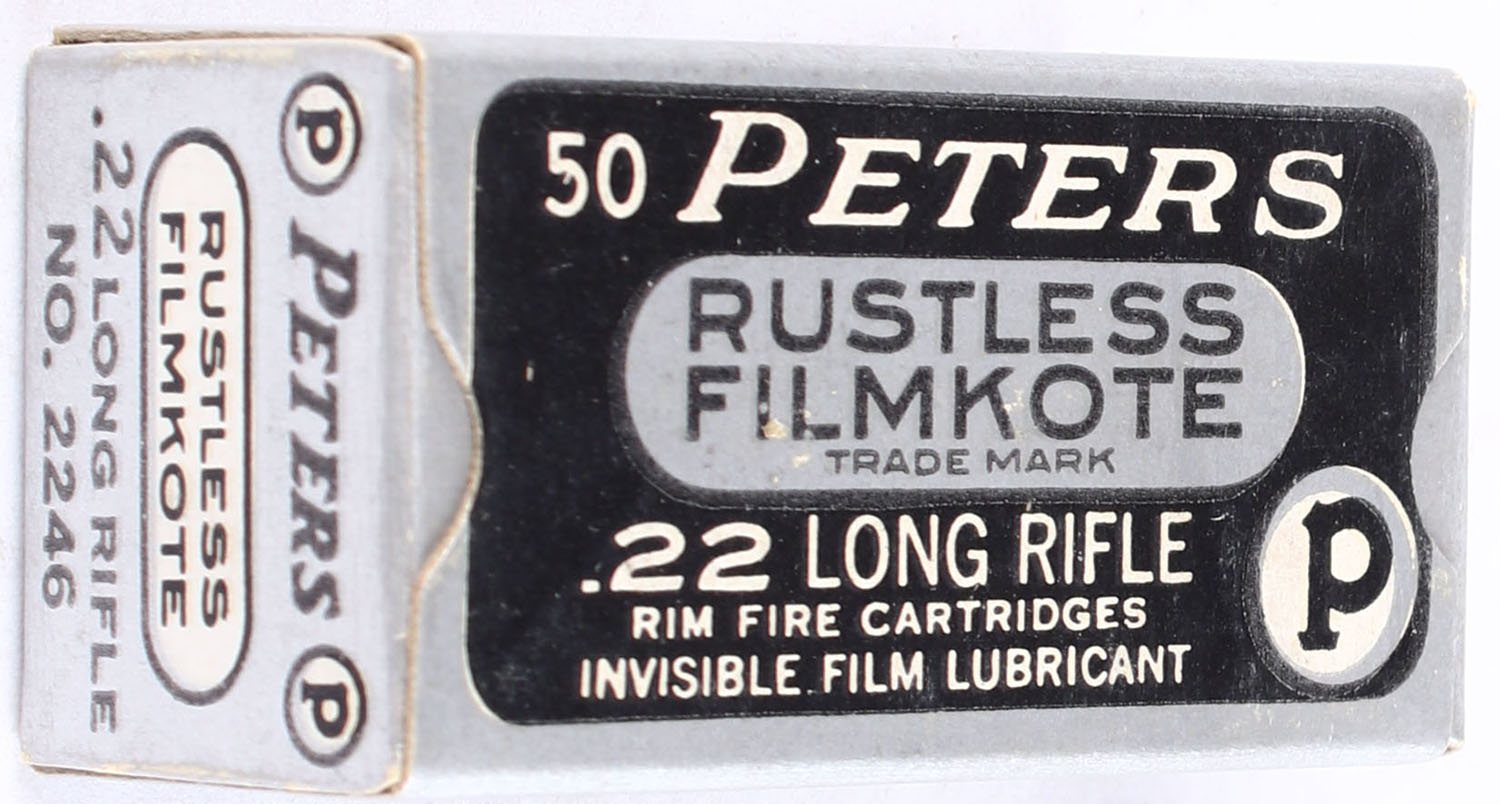 50 PETERS
RUSTLESS
FILMKOTE
TRADE MARK
.22 LONG RIFLE
RIM FIRE CARTRIDGES
INVISIBLE FILM LUBRICANT
P
P PETERS P
RUSTLESS
FILMKOTE
.22 LONG RIFLE
NO. 2246